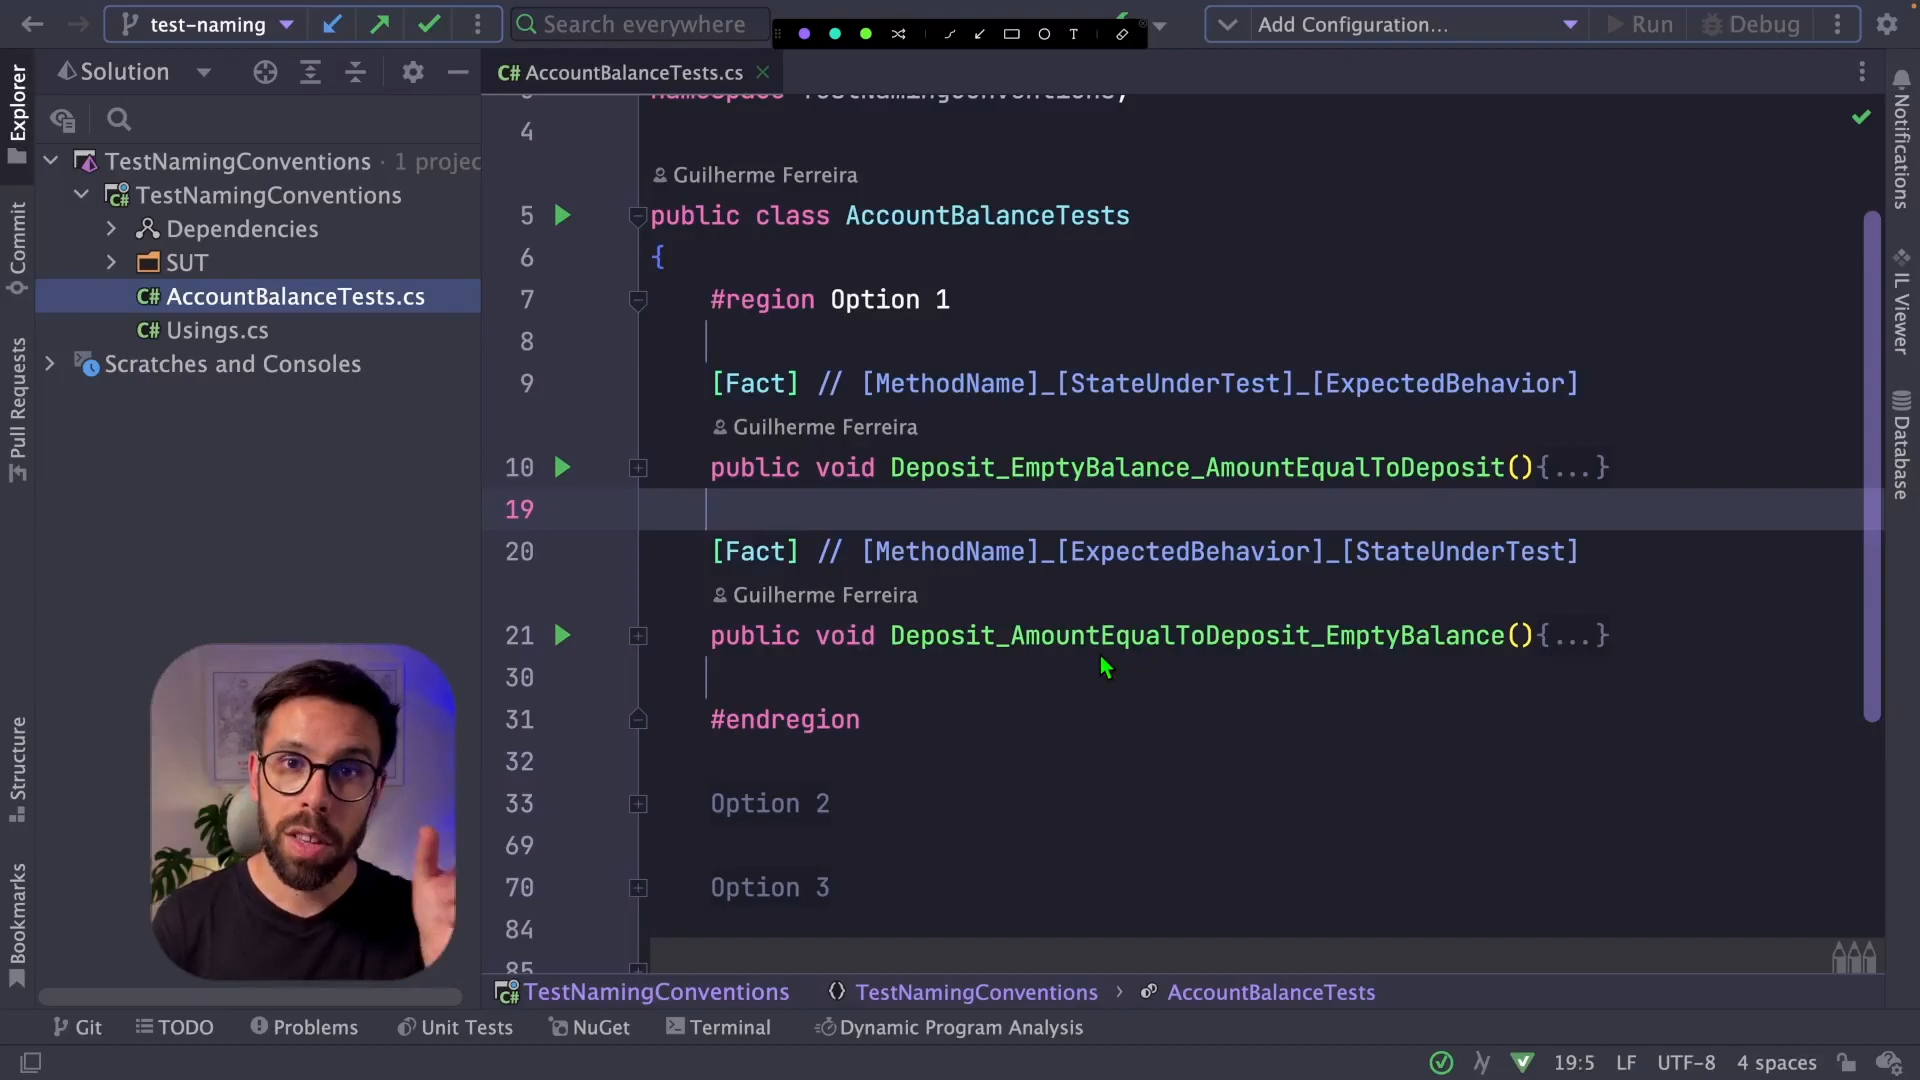 test-naming
Search everywhere
T
Add Configuration...
Run
Debug
Explorer
Commit
Pull Requests
Structure
Bookmarks
Solution
TestNamingConventions · 1 projec
TestNamingConventions
Dependencies
SUT
C# AccountBalanceTests.cs
C# Usings.cs
Scratches and Consoles
C# AccountBalanceTests.cs
namespace TestNamingConventions;
4
Guilherme Ferreira
5 public class AccountBalanceTests
6 {
7 #region Option 1
8
9 [Fact] // [MethodName]_[StateUnderTest]_[ExpectedBehavior]
Guilherme Ferreira
10 public void Deposit_EmptyBalance_AmountEqualToDeposit(){...}
19
20 [Fact] // [MethodName]_[ExpectedBehavior]_[StateUnderTest]
Guilherme Ferreira
21 public void Deposit_AmountEqualToDeposit_EmptyBalance(){...}
30
31 #endregion
32
33 Option 2
69
70 Option 3
84
85
Notifications
IL Viewer
Database
C# TestNamingConventions
TestNamingConventions › AccountBalanceTests
Git
TODO
Problems
Unit Tests
NuGet
Terminal
Dynamic Program Analysis
19:5 LF UTF-8 4 spaces